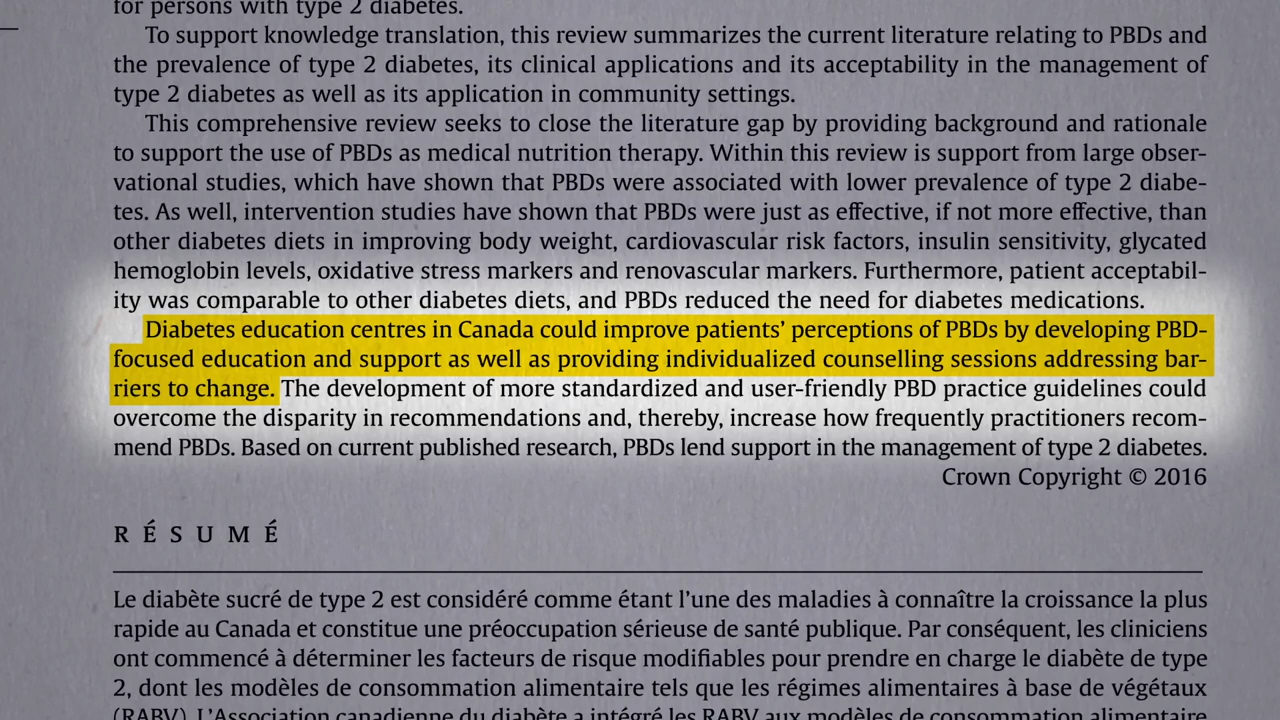 for persons with type 2 diabetes.
To support knowledge translation, this review summarizes the current literature relating to PBDs and
the prevalence of type 2 diabetes, its clinical applications and its acceptability in the management of
type 2 diabetes as well as its application in community settings.
This comprehensive review seeks to close the literature gap by providing background and rationale
to support the use of PBDs as medical nutrition therapy. Within this review is support from large obser-
vational studies, which have shown that PBDs were associated with lower prevalence of type 2 diabe-
tes. As well, intervention studies have shown that PBDs were just as effective, if not more effective, than
other diabetes diets in improving body weight, cardiovascular risk factors, insulin sensitivity, glycated
hemoglobin levels, oxidative stress markers and renovascular markers. Furthermore, patient acceptabil-
ity was comparable to other diabetes diets, and PBDs reduced the need for diabetes medications.
Diabetes education centres in Canada could improve patients' perceptions of PBDs by developing PBD-
focused education and support as well as providing individualized counselling sessions addressing bar-
riers to change. The development of more standardized and user-friendly PBD practice guidelines could
overcome the disparity in recommendations and, thereby, increase how frequently practitioners recom-
mend PBDs. Based on current published research, PBDs lend support in the management of type 2 diabetes.
Crown Copyright © 2016
RÉSUMÉ
Le diabète sucré de type 2 est considéré comme étant l'une des maladies à connaître la croissance la plus
rapide au Canada et constitue une préoccupation sérieuse de santé publique. Par conséquent, les cliniciens
ont commencé à déterminer les facteurs de risque modifiables pour prendre en charge le diabète de type
2, dont les modèles de consommation alimentaire tels que les régimes alimentaires à base de végétaux
(RABV). L'Association canadienne du diabète a intégré les RABV aux modèles de consommation alimentaire